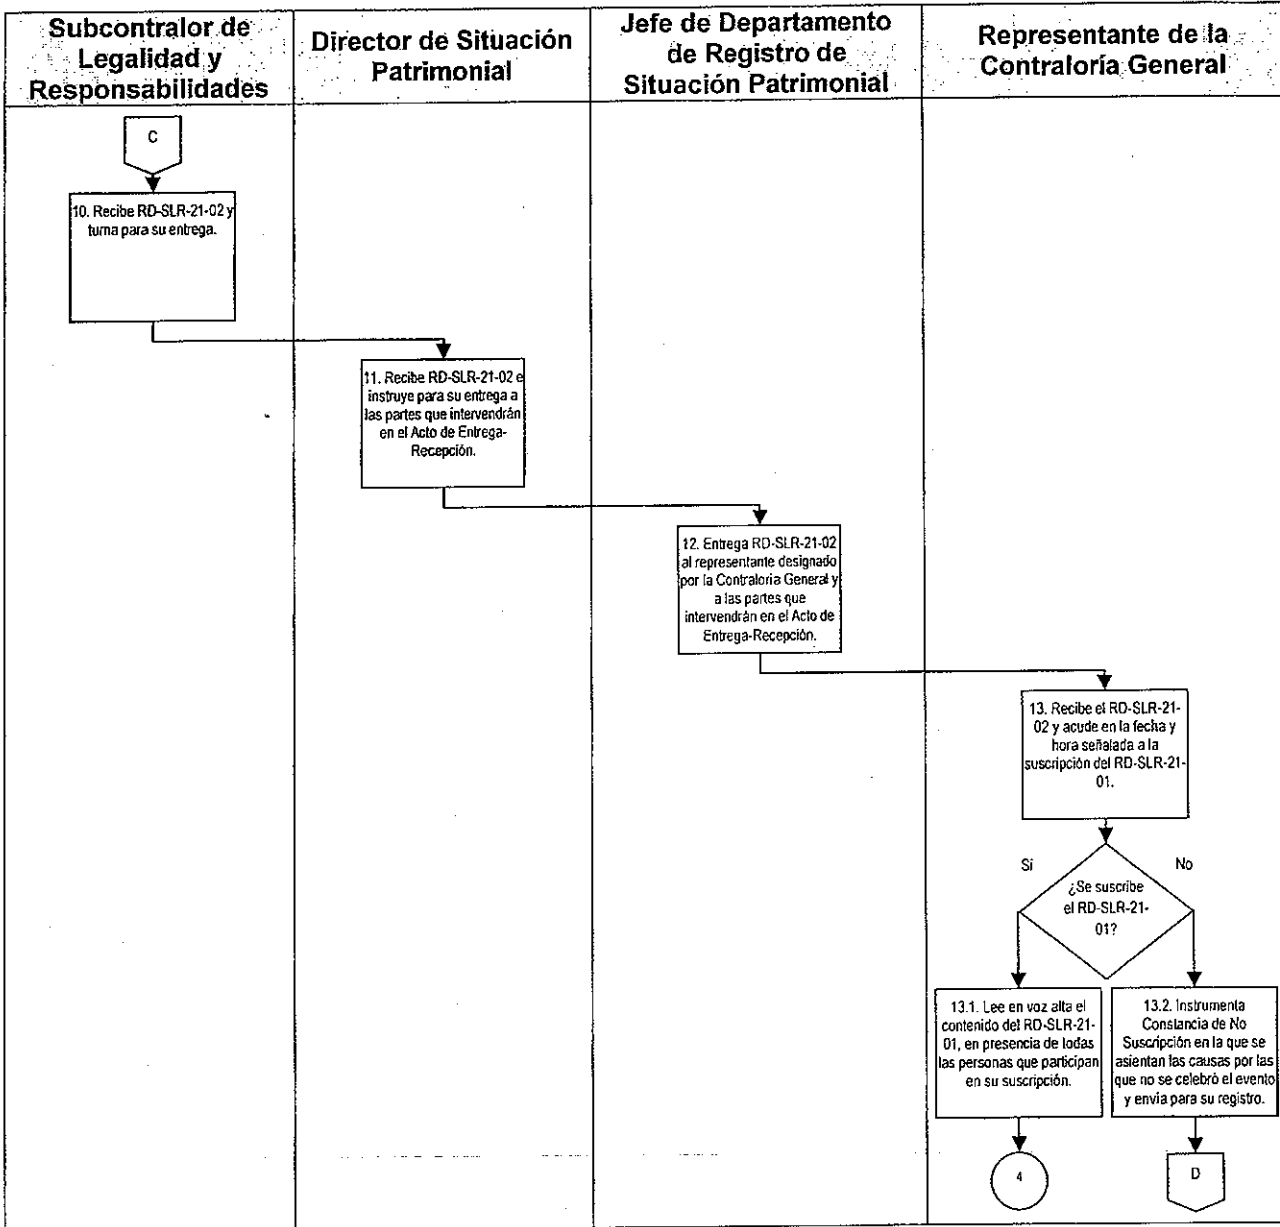 Subcontralor de
Legalidad y
Responsabilidades
Director de Situación
Patrimonial
Jefe de Departamento
de Registro de
Situación Patrimonial
Representante de la
Contraloría General
C
10. Recibe RD-SLR-21-02 y
turna para su entrega.
11. Recibe RD-SLR-21-02 e
instruye para su entrega a
las partes que intervendrán
en el Acto de Entrega-
Recepción.
12. Entrega RD-SLR-21-02
al representante designado
por la Contraloría General y
a las partes que
intervendrán en el Acto de
Entrega-Recepción.
13. Recibe el RD-SLR-21-
02 y acude en la fecha y
hora señalada a la
suscripción del RD-SLR-21-
01.
Si
No
¿Se suscribe
el RD-SLR-21-
01?
13.1. Lee en voz alta el
contenido del RD-SLR-21-
01, en presencia de todas
las personas que participan
en su suscripción.
13.2. Instrumenta
Constancia de No
Suscripción en la que se
asientan las causas por las
que no se celebró el evento
y envia para su registro.
4
D